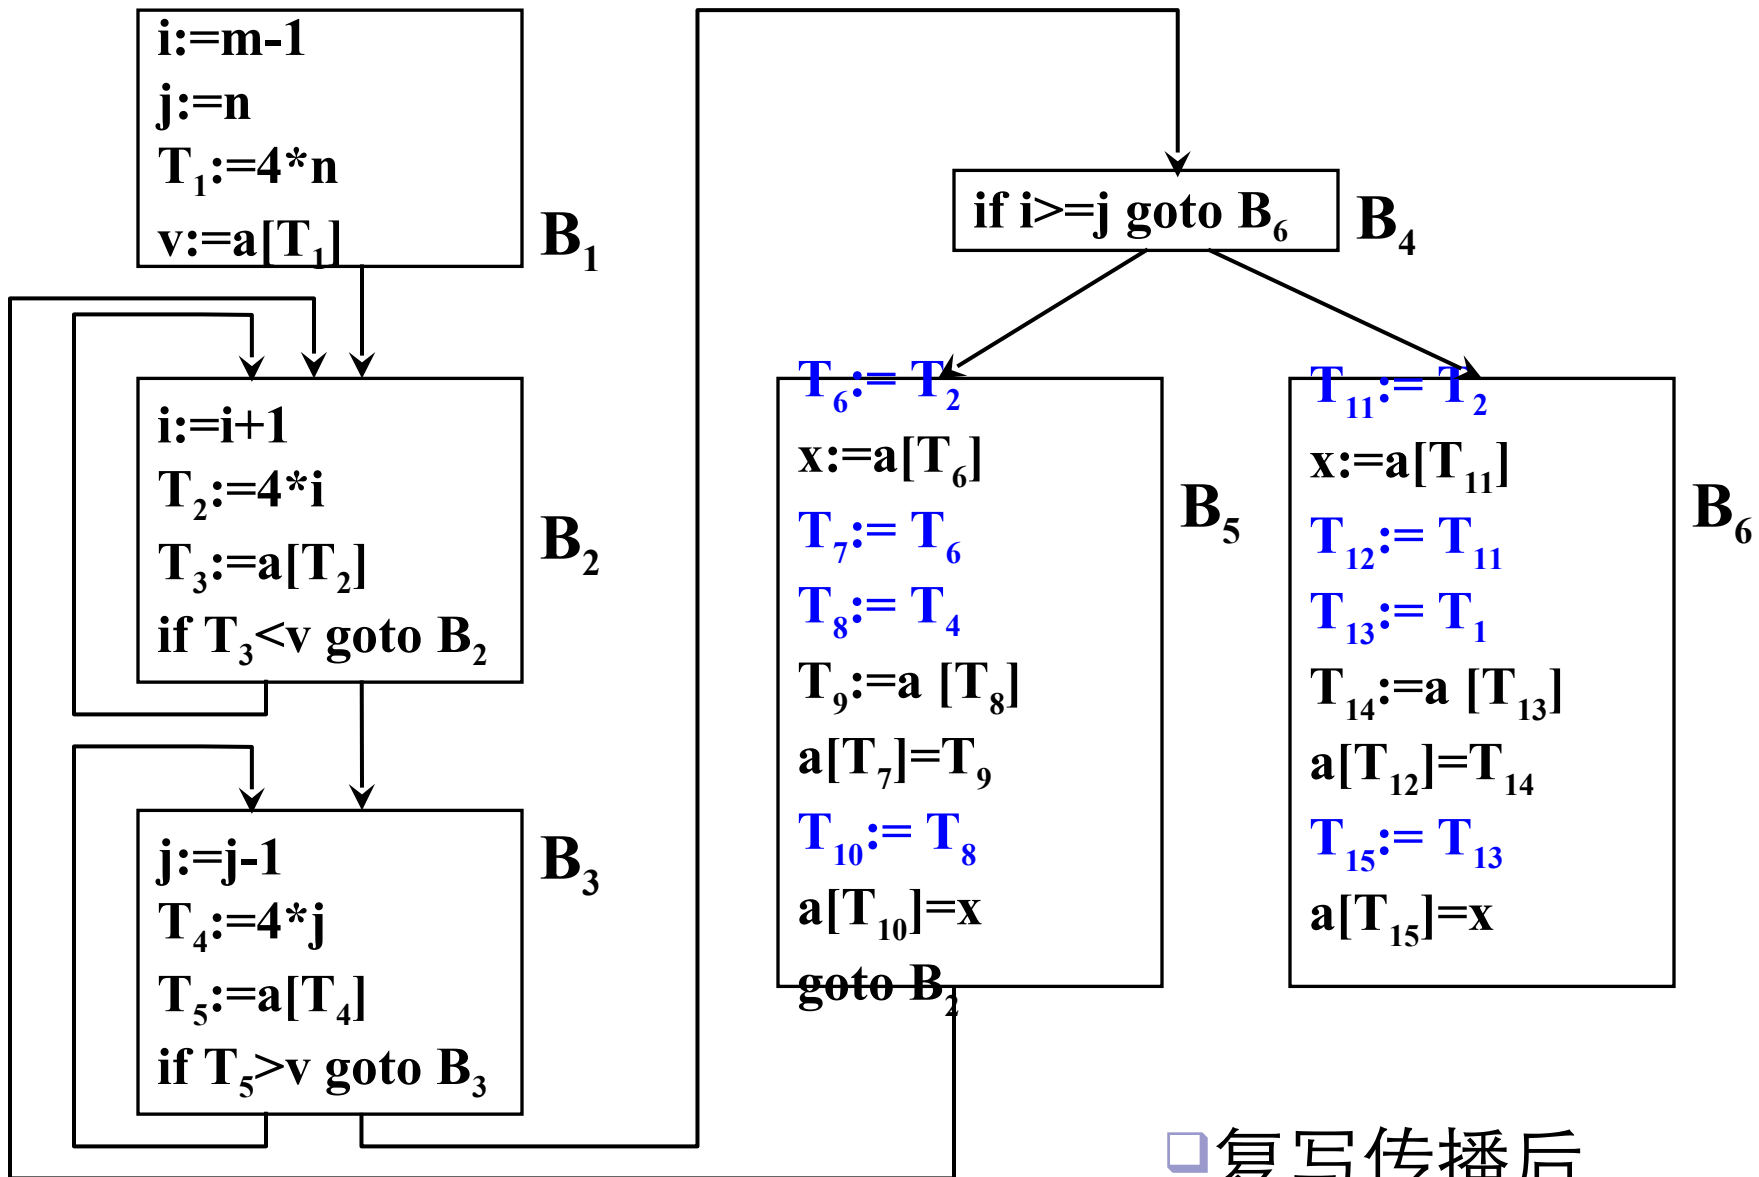 i:=m-1
j:=n
T₁:=4*n
v:=a[T₁]
B₁
i:=i+1
T₂:=4*i
T₃:=a[T₂]
if T₃<v goto B₂
B₂
j:=j-1
T₄:=4*j
T₅:=a[T₄]
if T₅>v goto B₃
B₃
if i>=j goto B₆
B₄
T₆:= T₂
x:=a[T₆]
T₇:= T₆
T₈:= T₄
T₉:=a [T₈]
a[T₇]=T₉
T₁₀:= T₈
a[T₁₀]=x
goto B₂
B₅
T₁₁:= T₂
x:=a[T₁₁]
T₁₂:= T₁₁
T₁₃:= T₁
T₁₄:=a [T₁₃]
a[T₁₂]=T₁₄
T₁₅:= T₁₃
a[T₁₅]=x
B₆
复写传播后